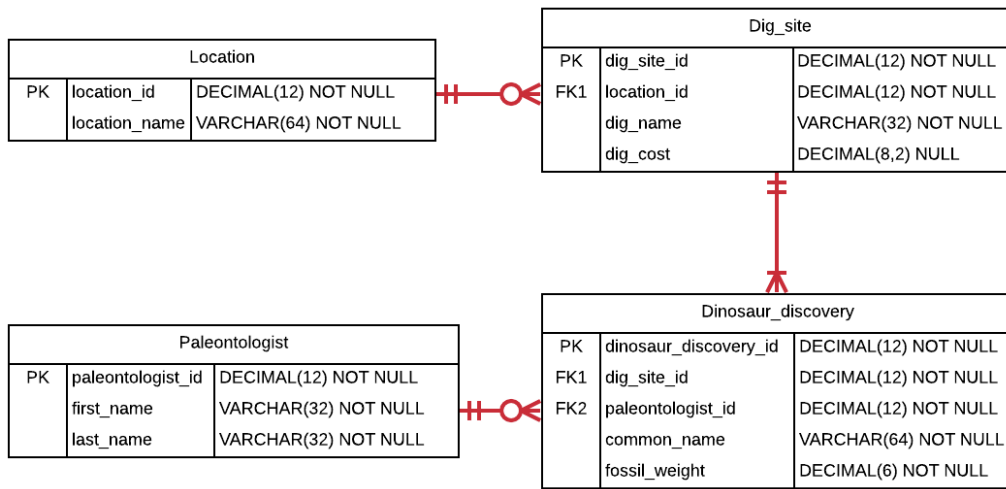 Location
PK location_id DECIMAL(12) NOT NULL
location_name VARCHAR(64) NOT NULL
Dig_site
PK dig_site_id DECIMAL(12) NOT NULL
FK1 location_id DECIMAL(12) NOT NULL
dig_name VARCHAR(32) NOT NULL
dig_cost DECIMAL(8,2) NULL
Paleontologist
PK paleontologist_id DECIMAL(12) NOT NULL
first_name VARCHAR(32) NOT NULL
last_name VARCHAR(32) NOT NULL
Dinosaur_discovery
PK dinosaur_discovery_id DECIMAL(12) NOT NULL
FK1 dig_site_id DECIMAL(12) NOT NULL
FK2 paleontologist_id DECIMAL(12) NOT NULL
common_name VARCHAR(64) NOT NULL
fossil_weight DECIMAL(6) NOT NULL